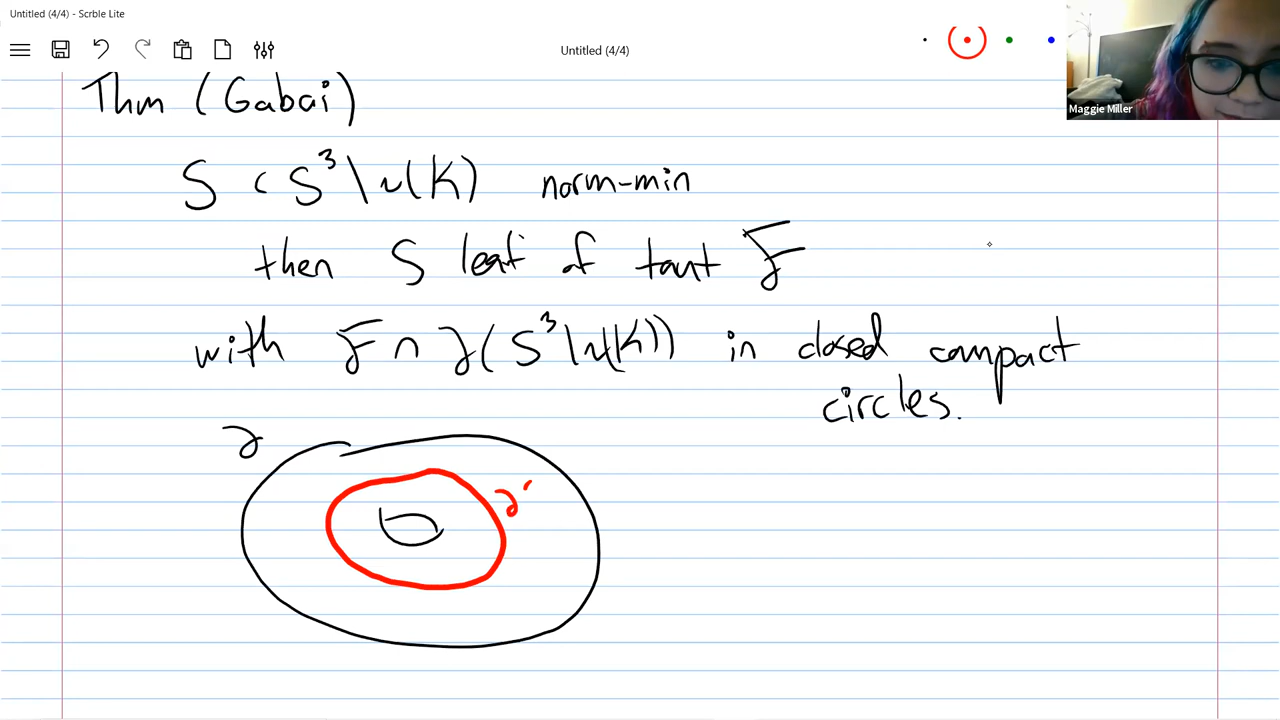 Untitled (4/4) - Scrble Lite
Untitled (4/4)
Maggie Miller
Thm (Gabai)
S ⊂ S³ \ ν(K) norm-min
then S leaf of taut F
with F ∩ ∂(S³ \ ν(K)) in closed compact
circles.
∂
∂'